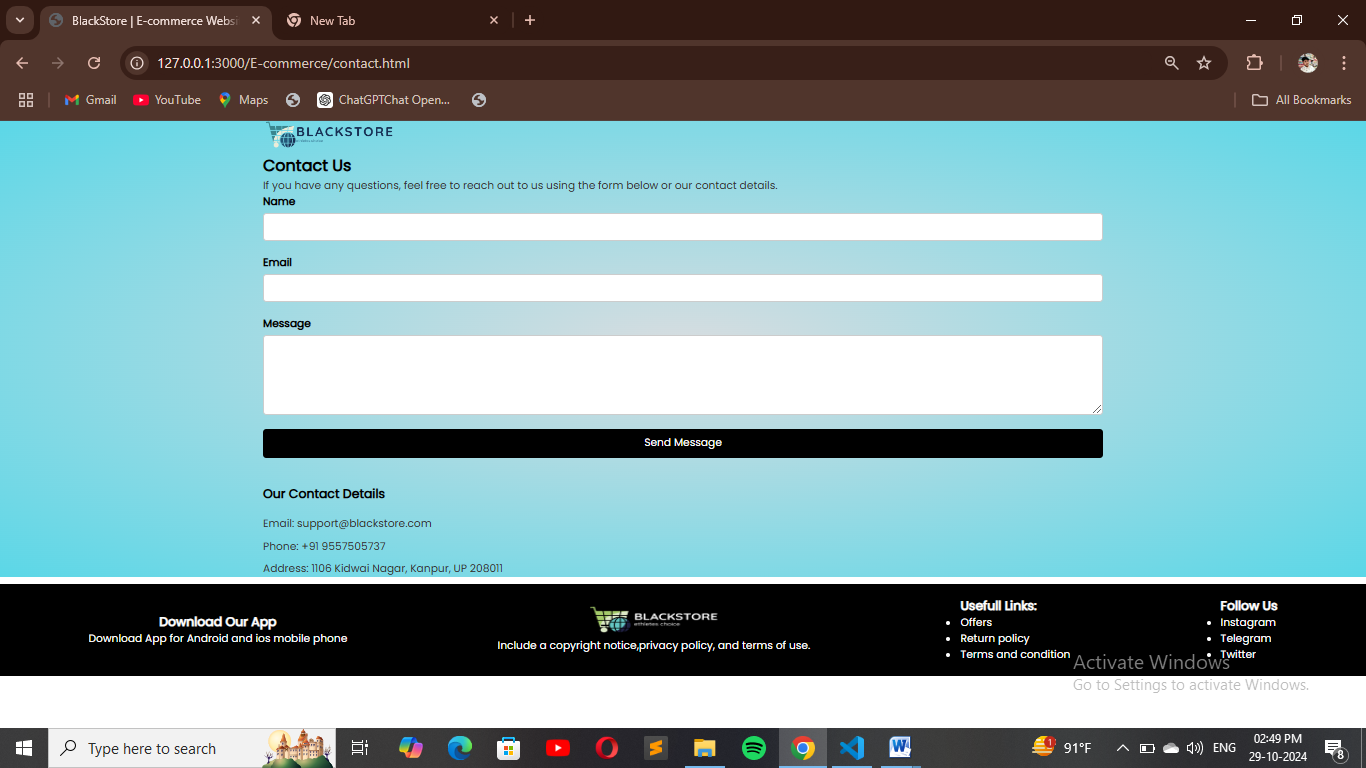 BlackStore | E-commerce Websi
New Tab
127.0.0.1:3000/E-commerce/contact.html
Gmail
YouTube
Maps
ChatGPTChat Open...
All Bookmarks
BLACKSTORE
Contact Us
If you have any questions, feel free to reach out to us using the form below or our contact details.
Name
Email
Message
Send Message
Our Contact Details
Email: support@blackstore.com
Phone: +91 9557505737
Address: 1106 Kidwai Nagar, Kanpur, UP 208011
Download Our App
Download App for Android and ios mobile phone
BLACKSTORE
athletes choice
Include a copyright notice,privacy policy, and terms of use.
Usefull Links:
Offers
Return policy
Terms and condition
Follow Us
Instagram
Telegram
Twitter
Activate Windows
Go to Settings to activate Windows.
Type here to search
1
91°F
ENG
02:49 PM
29-10-2024
8